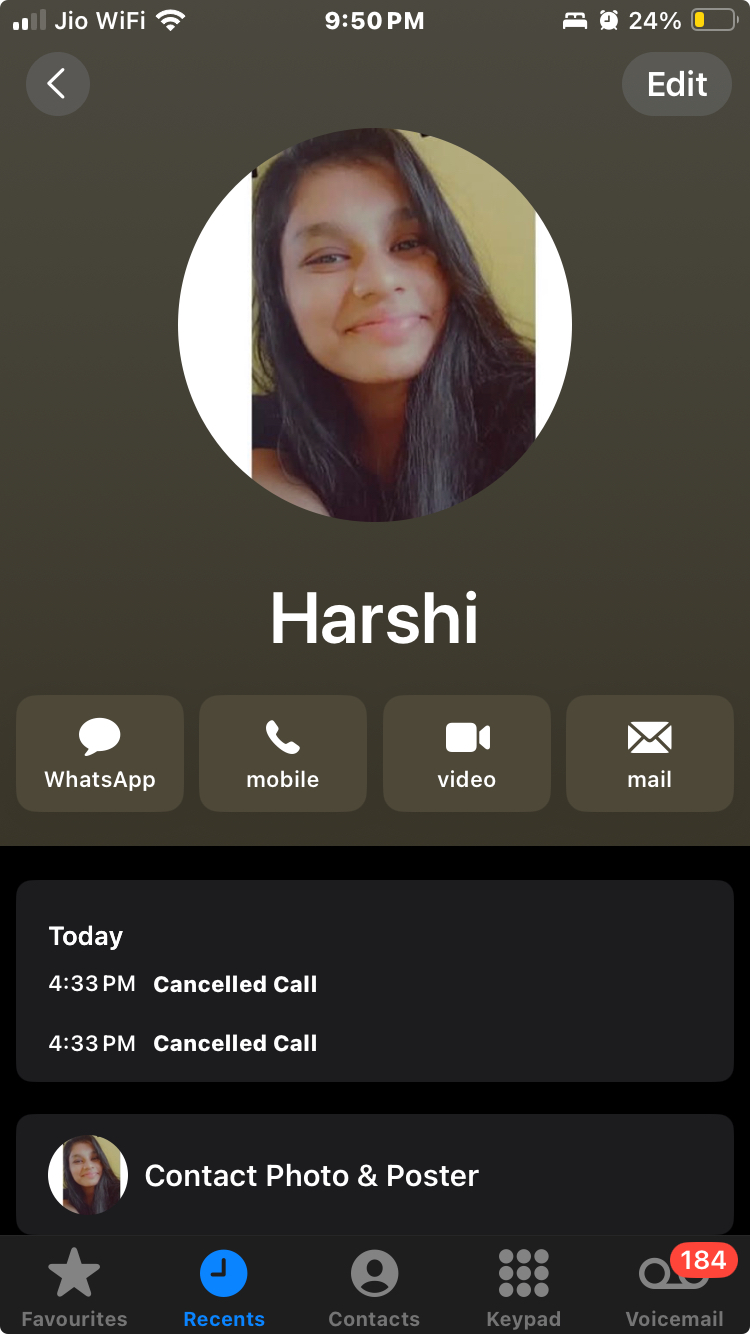 Jio WiFi 9:50 PM 24%
Edit
Harshi
WhatsApp mobile video mail
Today
4:33 PM Cancelled Call
4:33 PM Cancelled Call
Contact Photo & Poster
184
Favourites Recents Contacts Keypad Voicemail